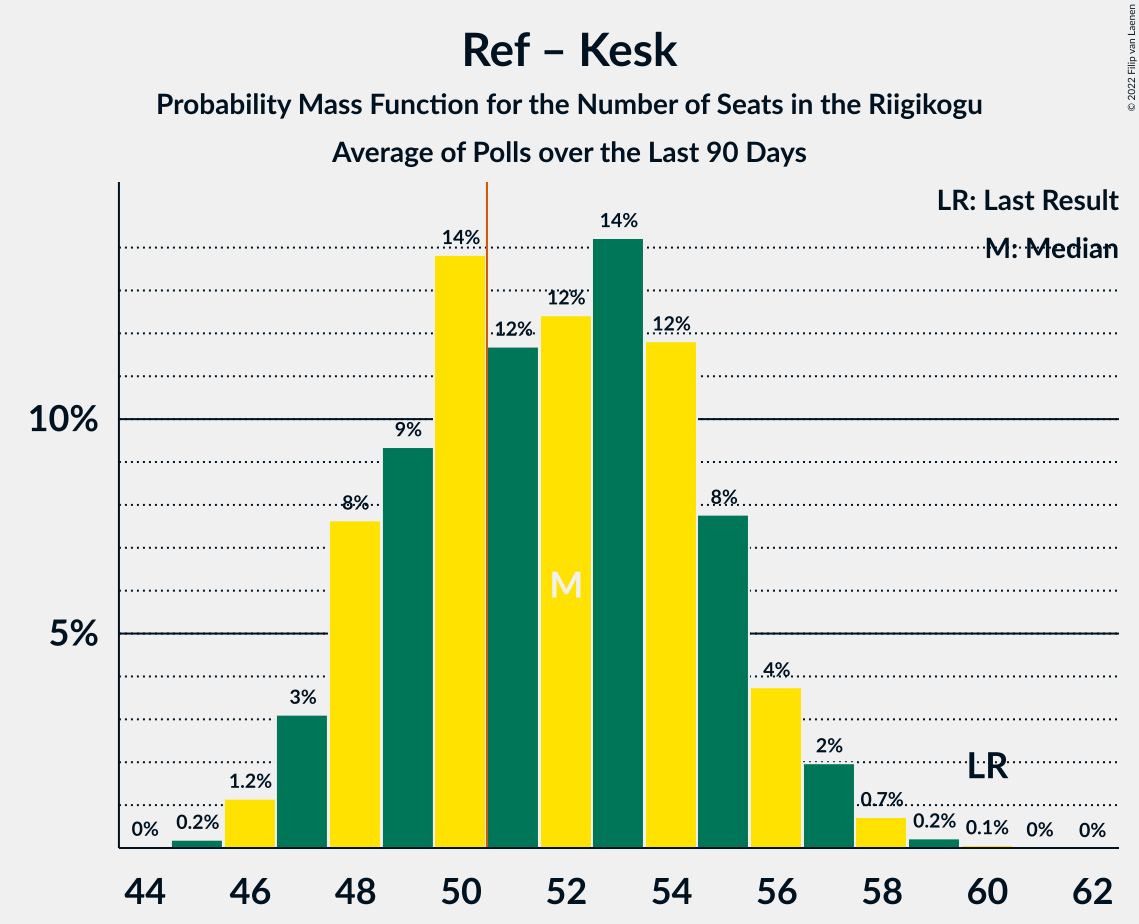 Ref – Kesk
Probability Mass Function for the Number of Seats in the Riigikogu
Average of Polls over the Last 90 Days
© 2022 Filip van Laenen
LR: Last Result
M: Median
10%
5%
0%
0.2%
1.2%
3%
8%
9%
14%
12%
12%
14%
12%
8%
4%
2%
0.7%
0.2%
0.1%
0%
0%
M
LR
44 46 48 50 52 54 56 58 60 62